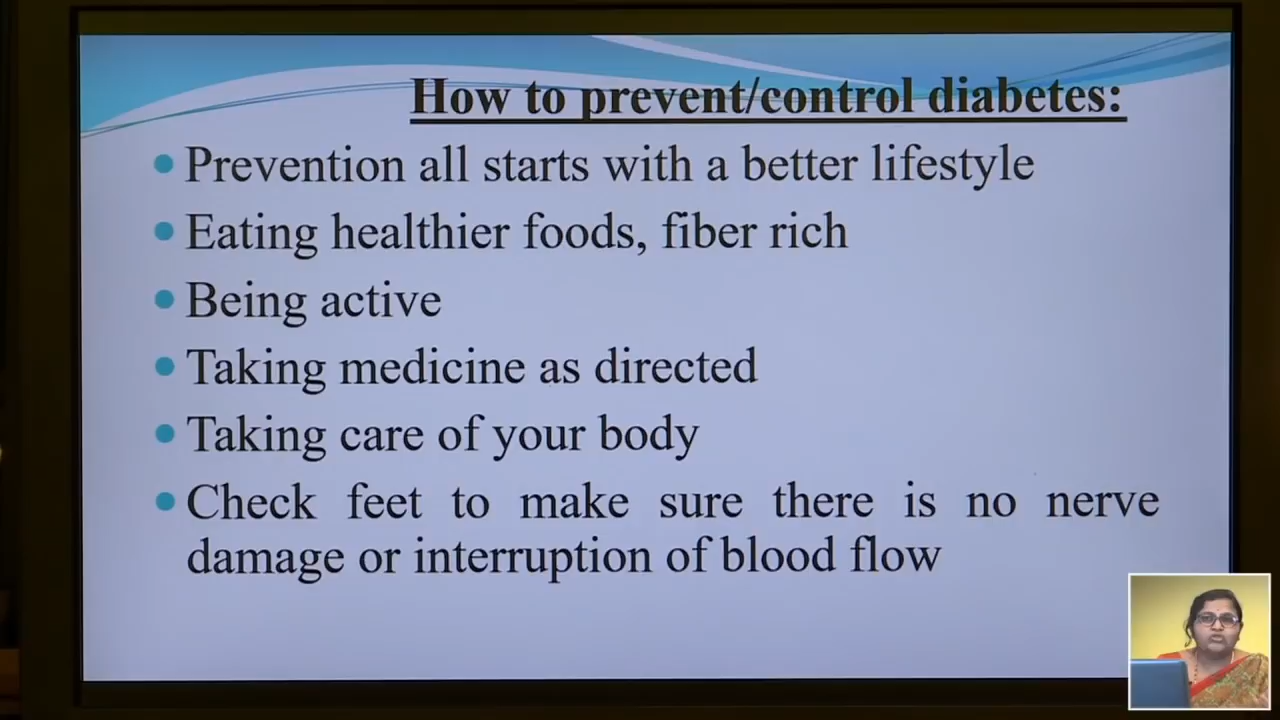 How to prevent/control diabetes:
Prevention all starts with a better lifestyle
Eating healthier foods, fiber rich
Being active
Taking medicine as directed
Taking care of your body
Check feet to make sure there is no nerve
damage or interruption of blood flow